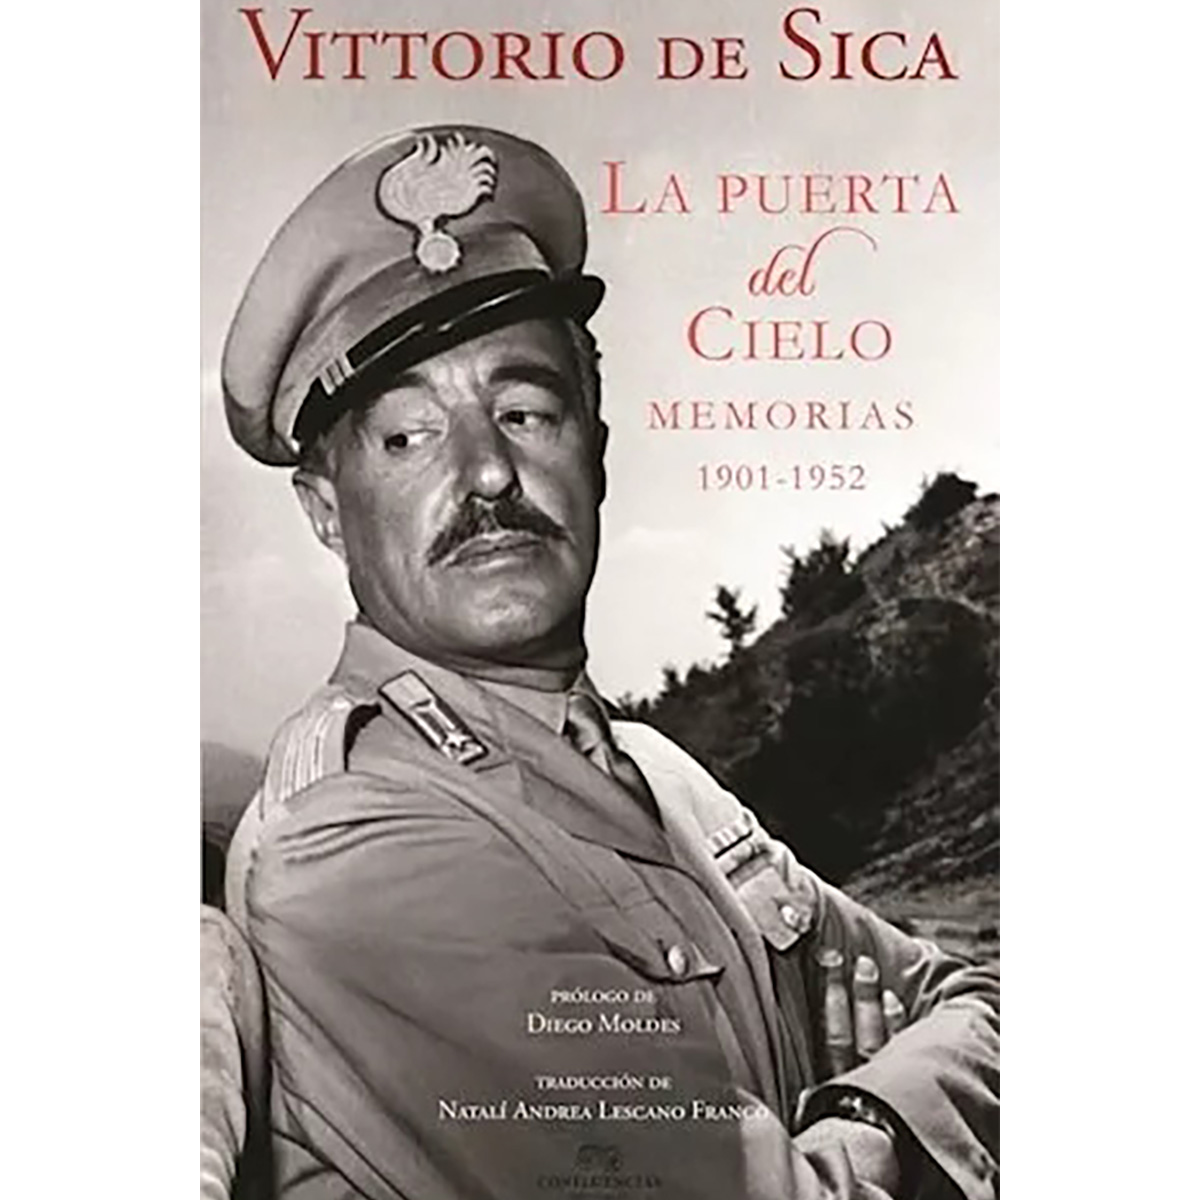 VITTORIO DE SICA
LA PUERTA
del
CIELO
MEMORIAS
1901-1952
PRÓLOGO DE
DIEGO MOLDES
TRADUCCIÓN DE
NATALÍ ANDREA LESCANO FRANCO
CONFLUENCIAS